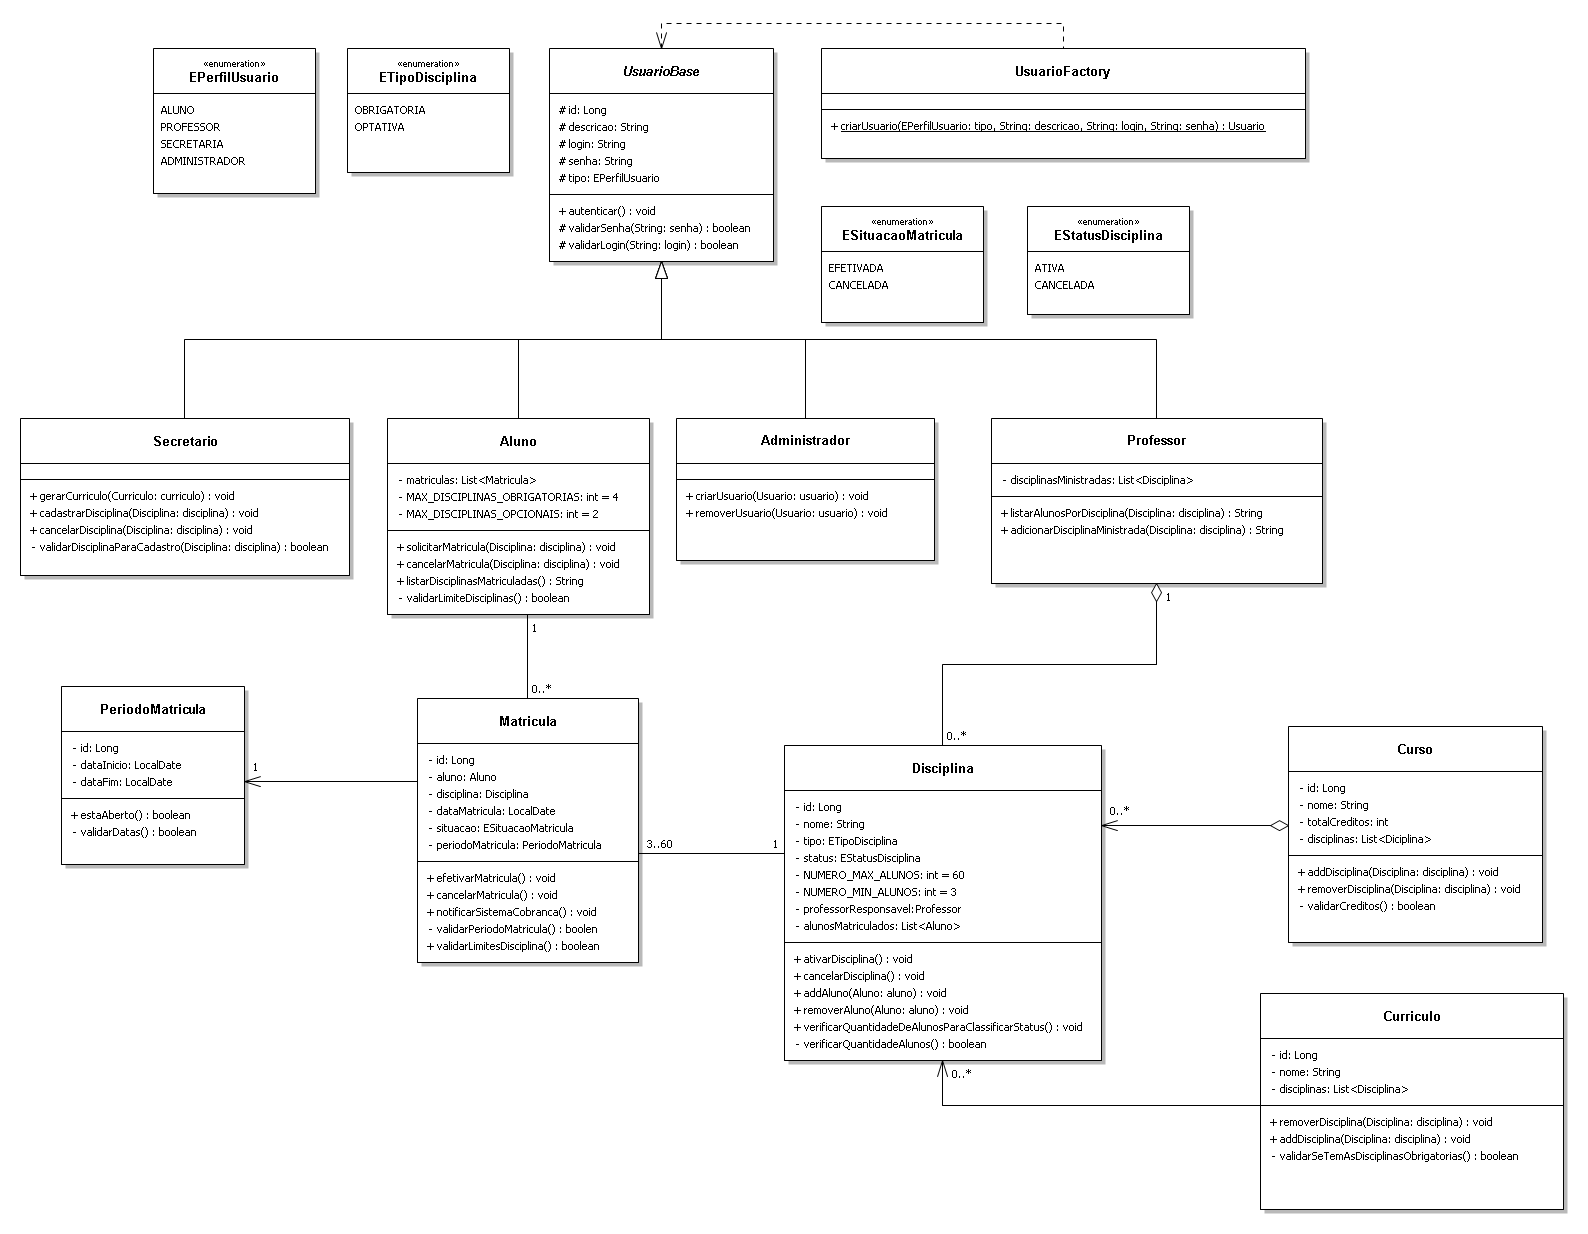 «enumeration»
EPerfilUsuario
ALUNO
PROFESSOR
SECRETARIA
ADMINISTRADOR
«enumeration»
ETipoDisciplina
OBRIGATORIA
OPTATIVA
UsuarioBase
# id: Long
# descricao: String
# login: String
# senha: String
# tipo: EPerfilUsuario
+ autenticar() : void
# validarSenha(String: senha) : boolean
# validarLogin(String: login) : boolean
UsuarioFactory
+ criarUsuario(EPerfilUsuario: tipo, String: descricao, String: login, String: senha) : Usuario
«enumeration»
ESituacaoMatricula
EFETIVADA
CANCELADA
«enumeration»
EStatusDisciplina
ATIVA
CANCELADA
Secretario
+ gerarCurriculo(Curriculo: curriculo) : void
+ cadastrarDisciplina(Disciplina: disciplina) : void
+ cancelarDisciplina(Disciplina: disciplina) : void
- validarDisciplinaParaCadastro(Disciplina: disciplina) : boolean
Aluno
- matriculas: List<Matricula>
- MAX_DISCIPLINAS_OBRIGATORIAS: int = 4
- MAX_DISCIPLINAS_OPCIONAIS: int = 2
+ solicitarMatricula(Disciplina: disciplina) : void
+ cancelarMatricula(Disciplina: disciplina) : void
+ listarDisciplinasMatriculadas() : String
- validarLimiteDisciplinas() : boolean
Administrador
+ criarUsuario(Usuario: usuario) : void
+ removerUsuario(Usuario: usuario) : void
Professor
- disciplinasMinistradas: List<Disciplina>
+ listarAlunosPorDisciplina(Disciplina: disciplina) : String
+ adicionarDisciplinaMinistrada(Disciplina: disciplina) : String
1
1
0..*
PeriodoMatricula
- id: Long
- dataInicio: LocalDate
- dataFim: LocalDate
+ estaAberto() : boolean
- validarDatas() : boolean
1
Matricula
- id: Long
- aluno: Aluno
- disciplina: Disciplina
- dataMatricula: LocalDate
- situacao: ESituacaoMatricula
- periodoMatricula: PeriodoMatricula
+ efetivarMatricula() : void
+ cancelarMatricula() : void
+ notificarSistemaCobranca() : void
- validarPeriodoMatricula() : boolen
+ validarLimitesDisciplina() : boolean
3..60
1
0..*
Disciplina
- id: Long
- nome: String
- tipo: ETipoDisciplina
- status: EStatusDisciplina
- NUMERO_MAX_ALUNOS: int = 60
- NUMERO_MIN_ALUNOS: int = 3
- professorResponsavel:Professor
- alunosMatriculados: List<Aluno>
+ ativarDisciplina() : void
+ cancelarDisciplina() : void
+ addAluno(Aluno: aluno) : void
+ removerAluno(Aluno: aluno) : void
+ verificarQuantidadeDeAlunosParaClassificarStatus() : void
- verificarQuantidadeAlunos() : boolean
0..*
Curso
- id: Long
- nome: String
- totalCreditos: int
- disciplinas: List<Diciplina>
+ addDisciplina(Disciplina: disciplina) : void
+ removerDisciplina(Disciplina: disciplina) : void
- validarCreditos() : boolean
0..*
Curriculo
- id: Long
- nome: String
- disciplinas: List<Disciplina>
+ removerDisciplina(Disciplina: disciplina) : void
+ addDisciplina(Disciplina: disciplina) : void
- validarSeTemAsDisciplinasObrigatorias() : boolean